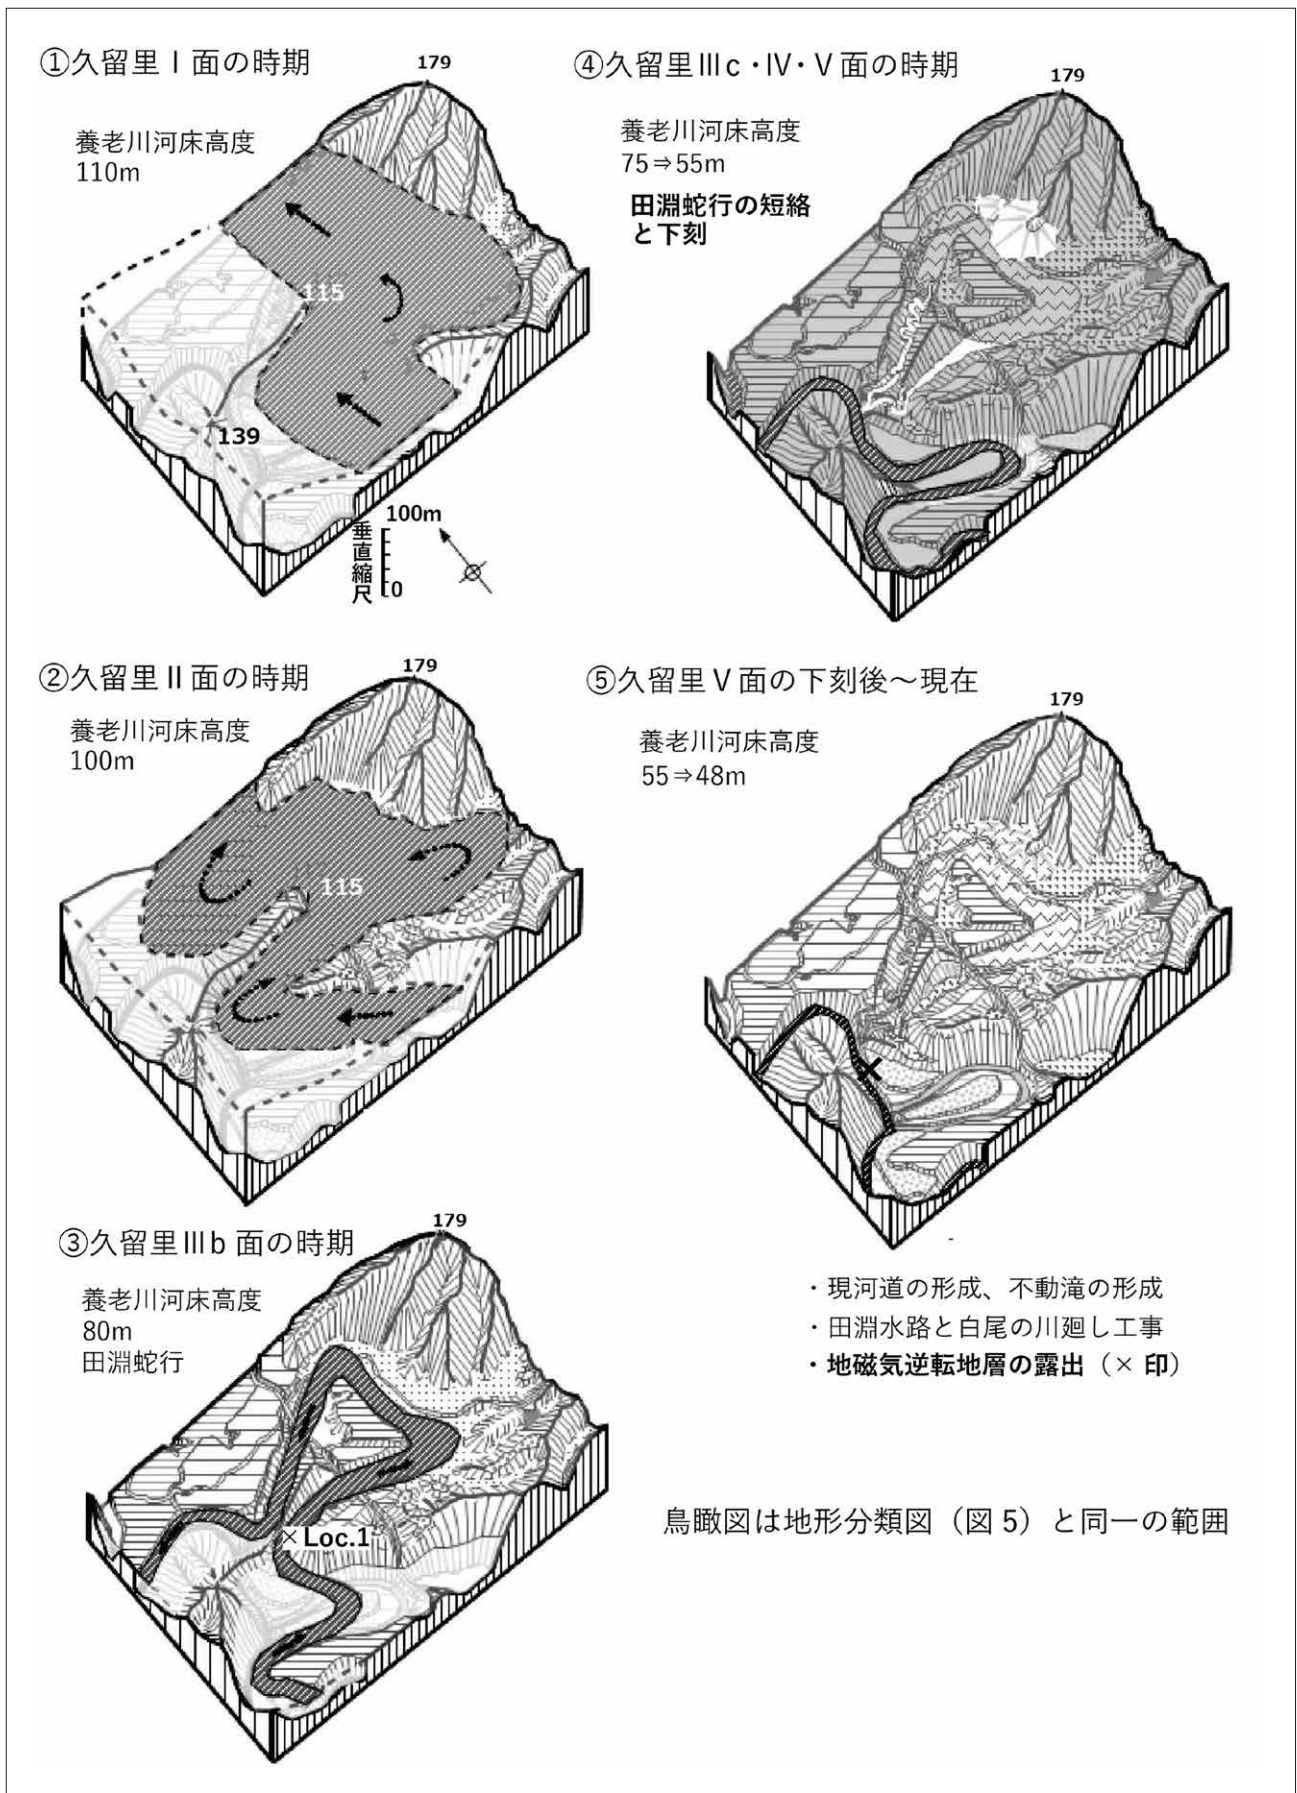 ①久留里Ⅰ面の時期
179
養老川河床高度
110m
115
139
100m
垂直縮尺
0
②久留里Ⅱ面の時期
179
養老川河床高度
100m
115
③久留里Ⅲb面の時期
179
養老川河床高度
80m
田淵蛇行
×Loc.1
④久留里Ⅲc・Ⅳ・Ⅴ面の時期
179
養老川河床高度
75⇒55m
田淵蛇行の短絡
と下刻
⑤久留里Ⅴ面の下刻後～現在
179
養老川河床高度
55⇒48m
×
・現河道の形成、不動滝の形成
・田淵水路と白尾の川廻し工事
・地磁気逆転地層の露出（× 印）
鳥瞰図は地形分類図（図5）と同一の範囲